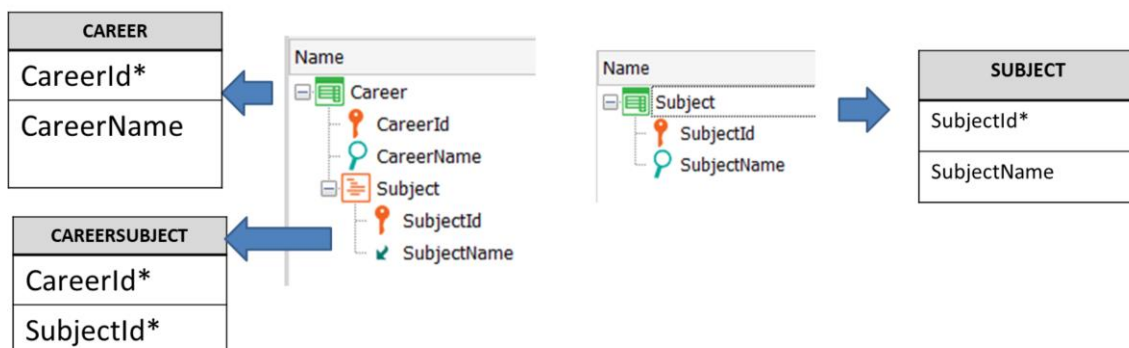 CAREER
CareerId*
CareerName
Name
Career
CareerId
CareerName
Subject
SubjectId
SubjectName
CAREERSUBJECT
CareerId*
SubjectId*
Name
Subject
SubjectId
SubjectName
SUBJECT
SubjectId*
SubjectName